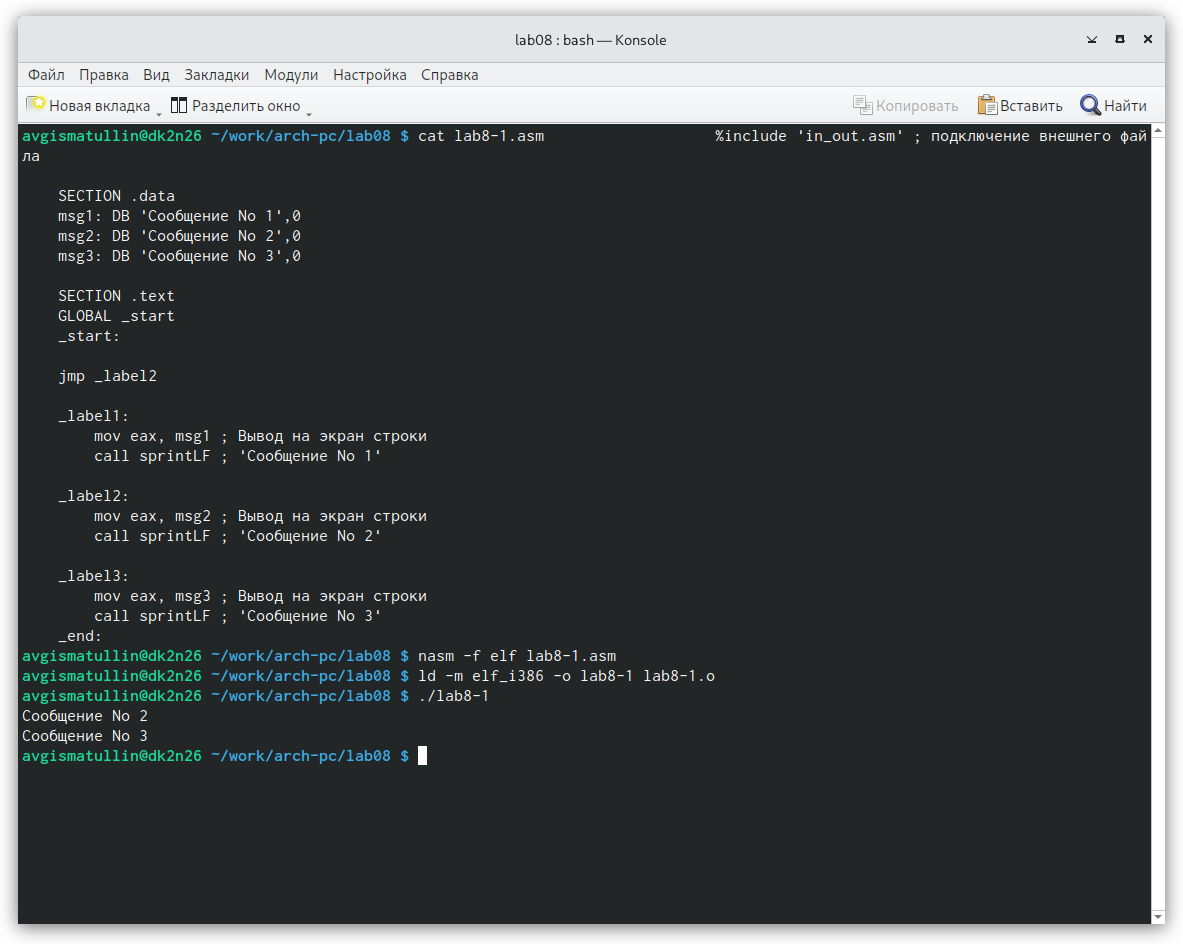 lab08 : bash — Konsole
Файл Правка Вид Закладки Модули Настройка Справка
Новая вкладка Разделить окно Копировать Вставить Найти
avgismatullin@dk2n26 ~/work/arch-pc/lab08 $ cat lab8-1.asm %include 'in_out.asm' ; подключение внешнего фай
ла
SECTION .data
msg1: DB 'Сообщение No 1',0
msg2: DB 'Сообщение No 2',0
msg3: DB 'Сообщение No 3',0
SECTION .text
GLOBAL _start
_start:
jmp _label2
_label1:
mov eax, msg1 ; Вывод на экран строки
call sprintLF ; 'Сообщение No 1'
_label2:
mov eax, msg2 ; Вывод на экран строки
call sprintLF ; 'Сообщение No 2'
_label3:
mov eax, msg3 ; Вывод на экран строки
call sprintLF ; 'Сообщение No 3'
_end:
avgismatullin@dk2n26 ~/work/arch-pc/lab08 $ nasm -f elf lab8-1.asm
avgismatullin@dk2n26 ~/work/arch-pc/lab08 $ ld -m elf_i386 -o lab8-1 lab8-1.o
avgismatullin@dk2n26 ~/work/arch-pc/lab08 $ ./lab8-1
Сообщение No 2
Сообщение No 3
avgismatullin@dk2n26 ~/work/arch-pc/lab08 $